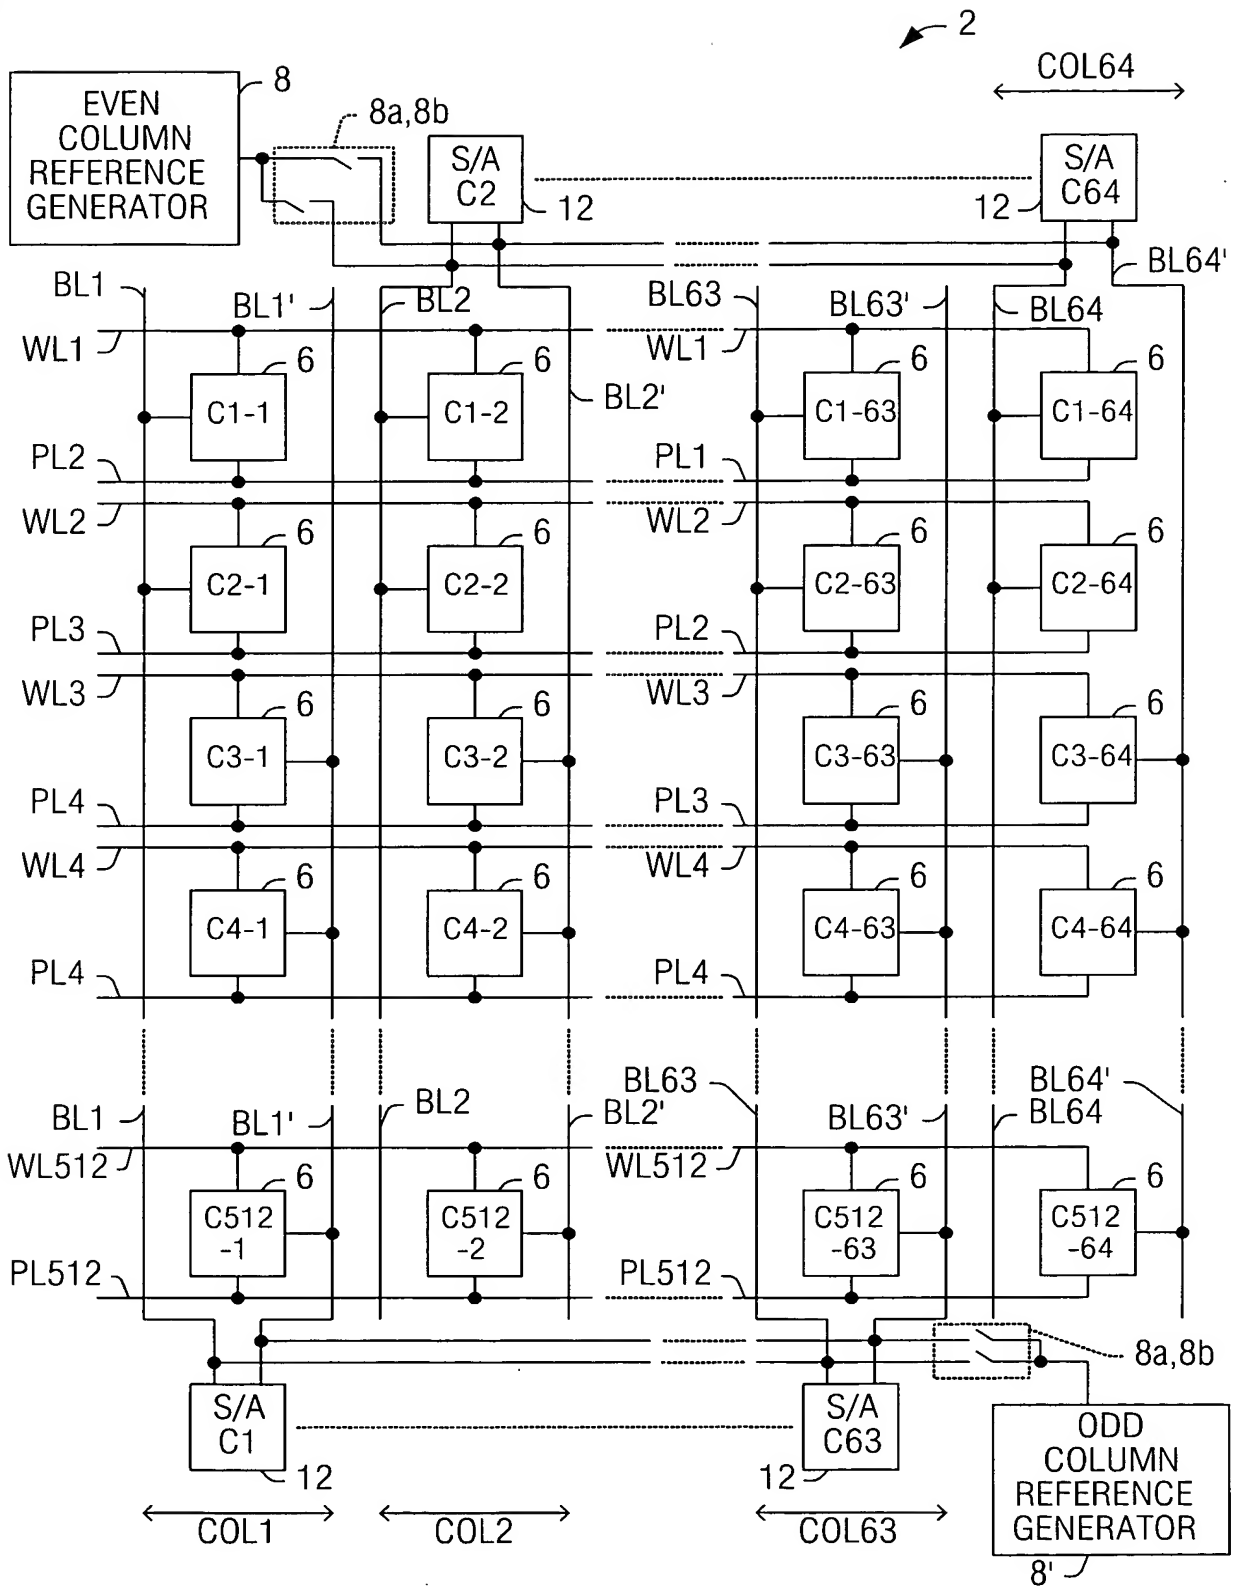 2
COL64
8
EVEN
COLUMN
REFERENCE
GENERATOR
8a,8b
S/A
C2
12
S/A
C64
12
BL1
BL1'
BL2
BL63
BL63'
BL64
BL64'
WL1
6
6
WL1
6
6
C1-1
C1-2
BL2'
C1-63
C1-64
PL2
PL1
WL2
6
6
WL2
6
6
C2-1
C2-2
C2-63
C2-64
PL3
PL2
WL3
6
6
WL3
6
6
C3-1
C3-2
C3-63
C3-64
PL4
PL3
WL4
6
6
WL4
6
6
C4-1
C4-2
C4-63
C4-64
PL4
PL4
BL1
BL1'
BL2
BL2'
BL63
BL63'
BL64
BL64'
WL512
6
6
WL512
6
6
C512
-1
C512
-2
C512
-63
C512
-64
PL512
PL512
8a,8b
S/A
C1
12
S/A
C63
12
ODD
COLUMN
REFERENCE
GENERATOR
8'
COL1
COL2
COL63